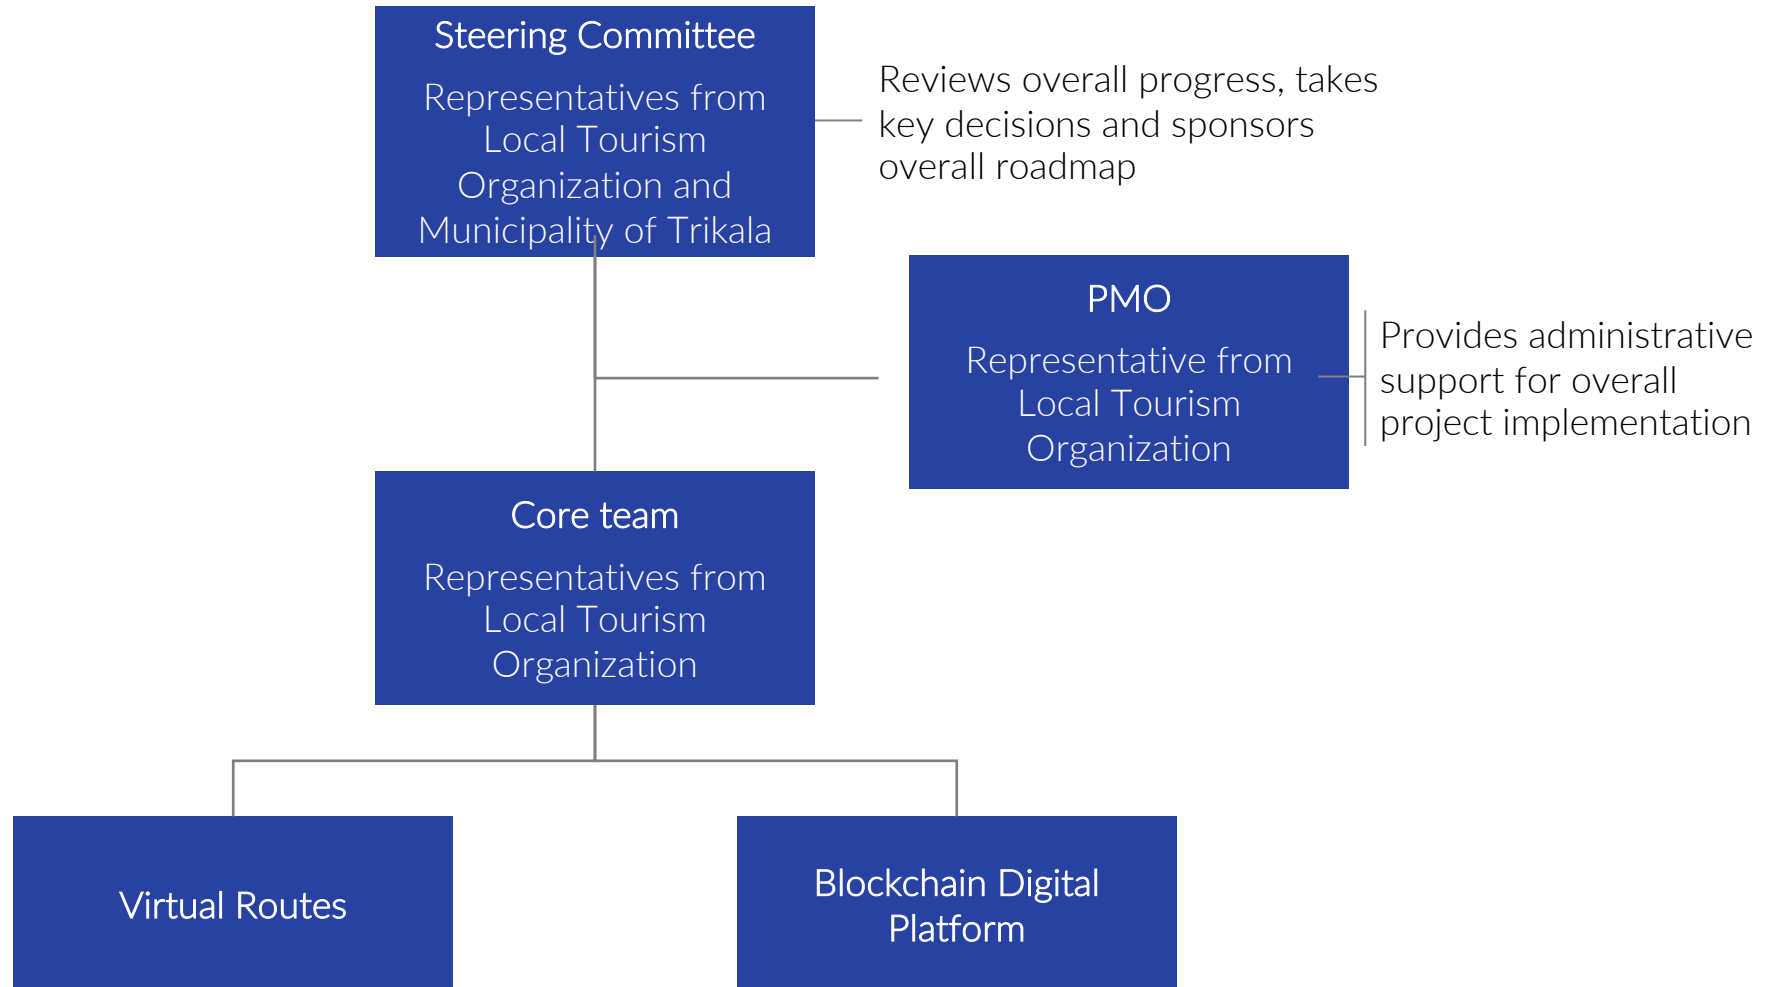 Steering Committee
Representatives from
Local Tourism
Organization and
Municipality of Trikala
Reviews overall progress, takes
key decisions and sponsors
overall roadmap
PMO
Representative from
Local Tourism
Organization
Provides administrative
support for overall
project implementation
Core team
Representatives from
Local Tourism
Organization
Virtual Routes
Blockchain Digital
Platform